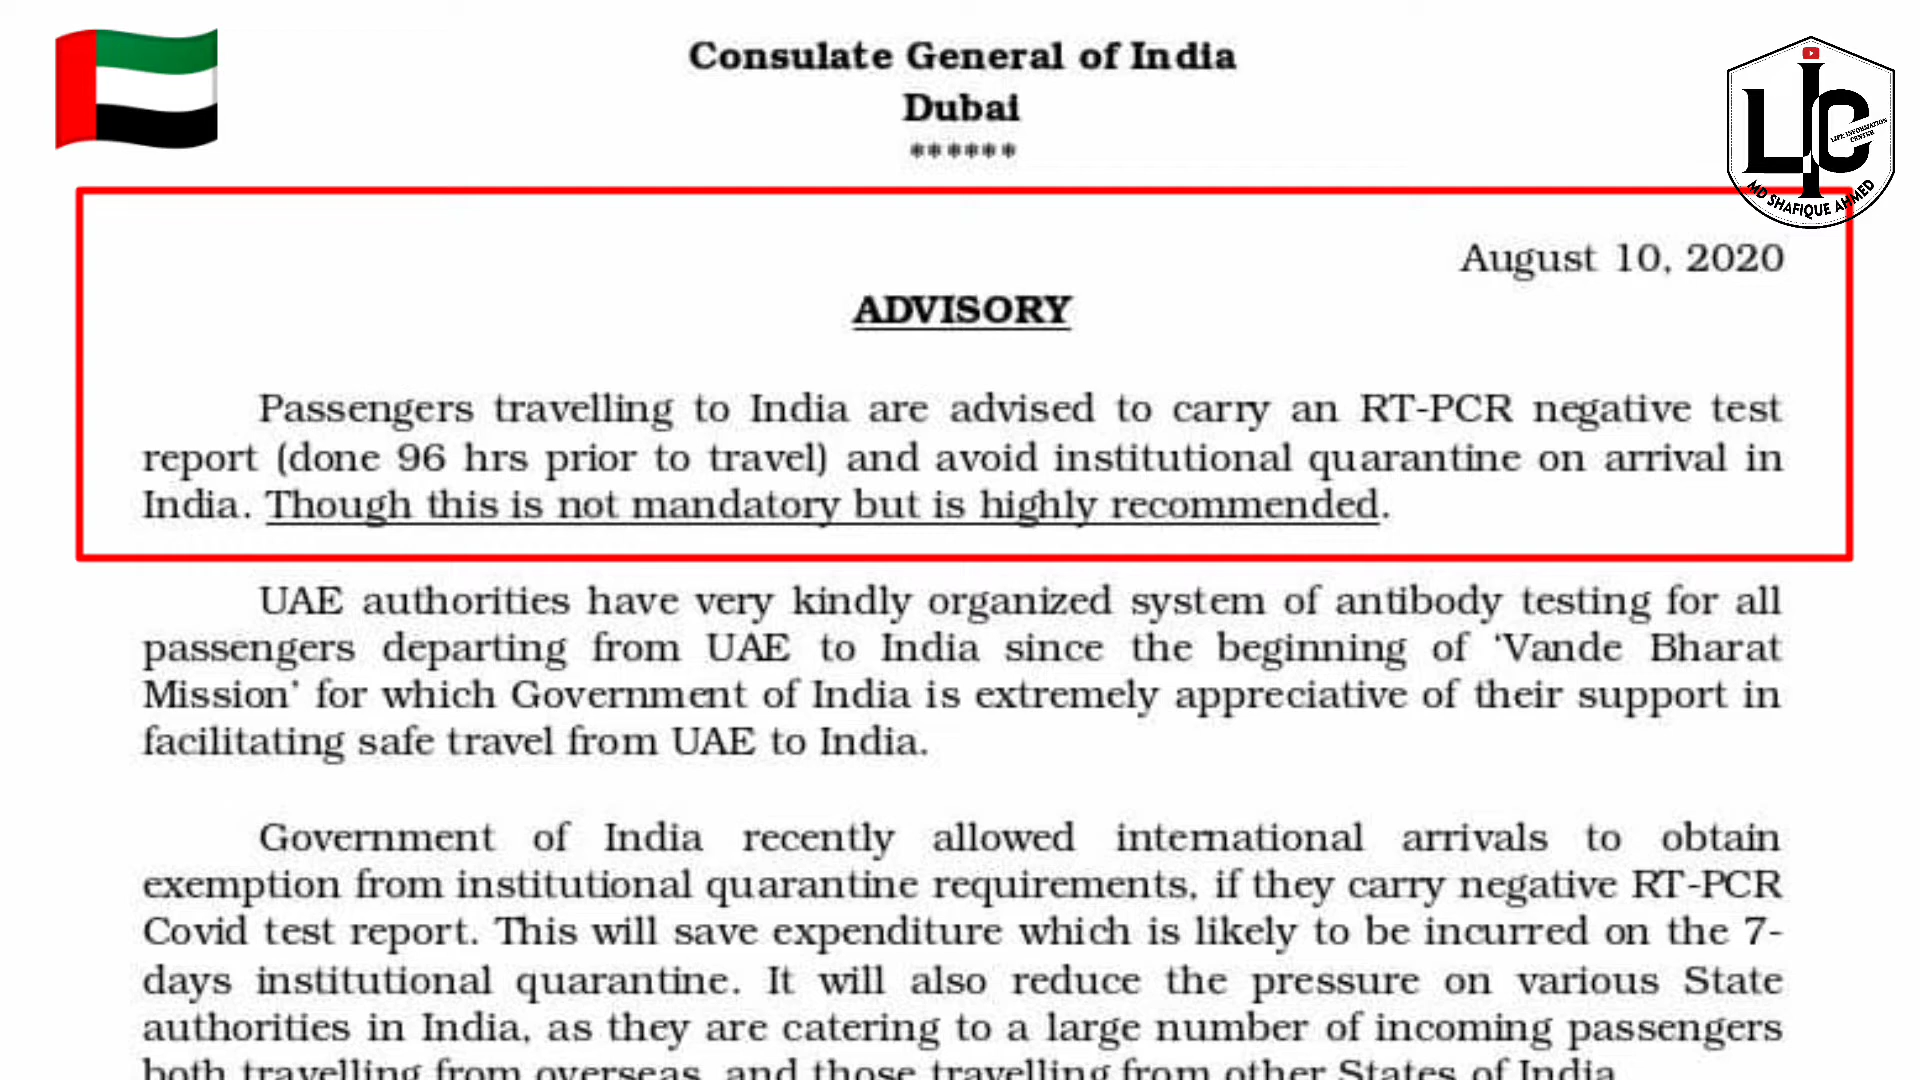 Consulate General of India
Dubai
******
LIC
LIFE INFORMATION
CENTER
MD SHAFIQUE AHMED
August 10, 2020
ADVISORY
Passengers travelling to India are advised to carry an RT-PCR negative test
report (done 96 hrs prior to travel) and avoid institutional quarantine on arrival in
India. Though this is not mandatory but is highly recommended.
UAE authorities have very kindly organized system of antibody testing for all
passengers departing from UAE to India since the beginning of ‘Vande Bharat
Mission’ for which Government of India is extremely appreciative of their support in
facilitating safe travel from UAE to India.
Government of India recently allowed international arrivals to obtain
exemption from institutional quarantine requirements, if they carry negative RT-PCR
Covid test report. This will save expenditure which is likely to be incurred on the 7-
days institutional quarantine. It will also reduce the pressure on various State
authorities in India, as they are catering to a large number of incoming passengers
both travelling from overseas, and those travelling from other States of India.